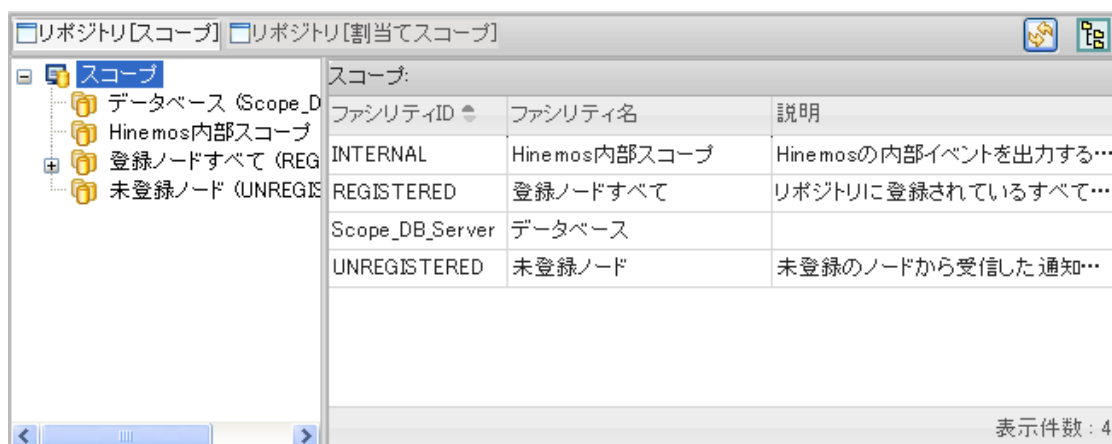 リポジトリ[スコープ] リポジトリ[割当てスコープ]
スコープ
データベース (Scope_D
Hinemos内部スコープ
登録ノードすべて (REG
未登録ノード (UNREGIS
スコープ:
ファシリティID ファシリティ名 説明
INTERNAL Hinemos内部スコープ Hinemosの内部イベントを出力する…
REGISTERED 登録ノードすべて リポジトリに登録されているすべて…
Scope_DB_Server データベース
UNREGISTERED 未登録ノード 未登録のノードから受信した通知…
表示件数 : 4